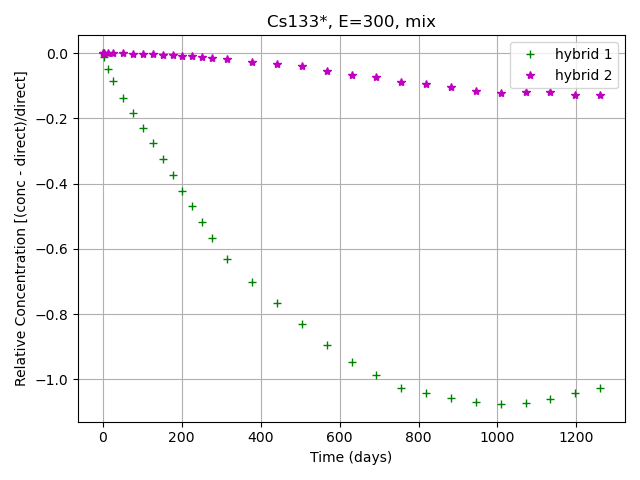 Cs133*, E=300, mix
hybrid 1
hybrid 2
0.0
−0.2
−0.4
−0.6
−0.8
−1.0
Relative Concentration [(conc - direct)/direct]
0
200
400
600
800
1000
1200
Time (days)